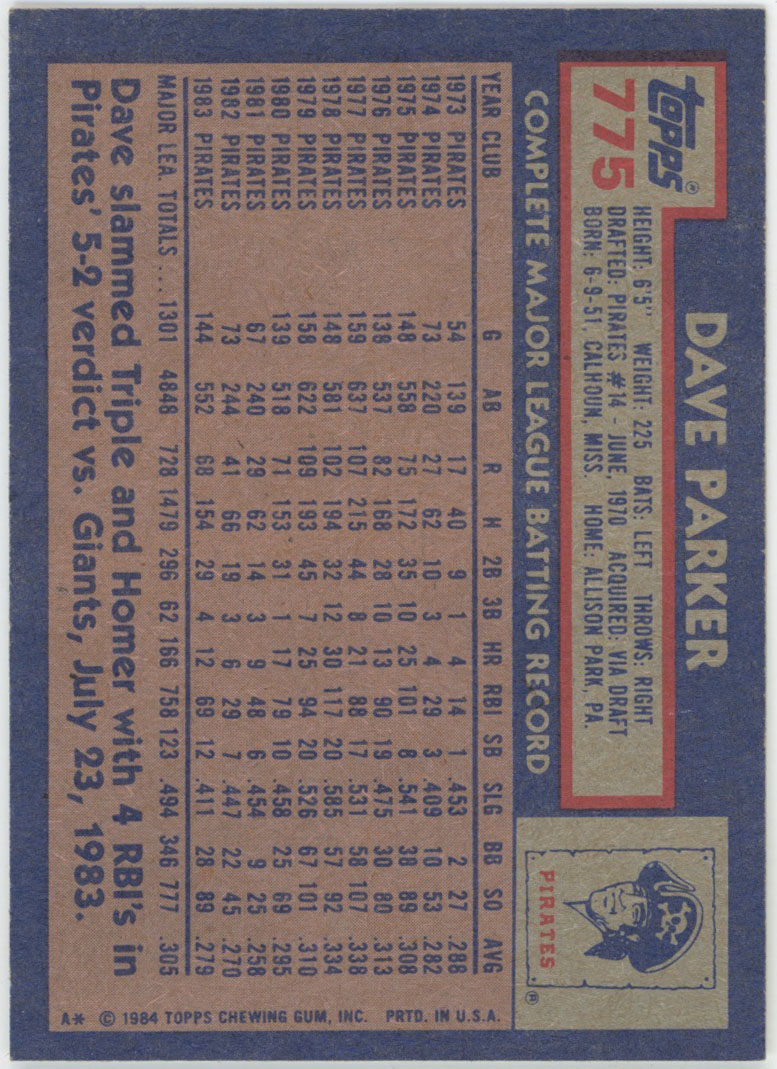 topps®
775
DAVE PARKER
HEIGHT: 6'5" WEIGHT: 225 BATS: LEFT THROWS: RIGHT
DRAFTED: PIRATES #14 - JUNE, 1970 ACQUIRED: VIA DRAFT
BORN: 6-9-51, CALHOUN, MISS. HOME: ALLISON PARK, PA.
PIRATES
®
COMPLETE MAJOR LEAGUE BATTING RECORD
YEAR CLUB G AB R H 2B 3B HR RBI SB SLG BB SO AVG
1973 PIRATES 54 139 17 40 9 1 4 14 1 .453 2 27 .288
1974 PIRATES 73 220 27 62 10 3 4 29 3 .409 10 53 .282
1975 PIRATES 148 558 75 172 35 10 25 101 8 .541 38 89 .308
1976 PIRATES 138 537 82 168 28 10 13 90 19 .475 30 80 .313
1977 PIRATES 159 637 107 215 44 8 21 88 17 .531 58 107 .338
1978 PIRATES 148 581 102 194 32 12 30 117 20 .585 57 92 .334
1979 PIRATES 158 622 109 193 45 7 25 94 20 .526 67 101 .310
1980 PIRATES 139 518 71 153 31 1 17 79 10 .458 25 69 .295
1981 PIRATES 67 240 29 62 14 3 9 48 6 .454 9 25 .258
1982 PIRATES 73 244 41 66 19 3 6 29 7 .447 22 45 .270
1983 PIRATES 144 552 68 154 29 4 12 69 12 .411 28 89 .279
MAJOR LEA. TOTALS ... 1301 4848 728 1479 296 62 166 758 123 .494 346 777 .305
Dave slammed Triple and Homer with 4 RBI's in
Pirates' 5-2 verdict vs. Giants, July 23, 1983.
A* © 1984 TOPPS CHEWING GUM, INC. PRTD. IN U.S.A.